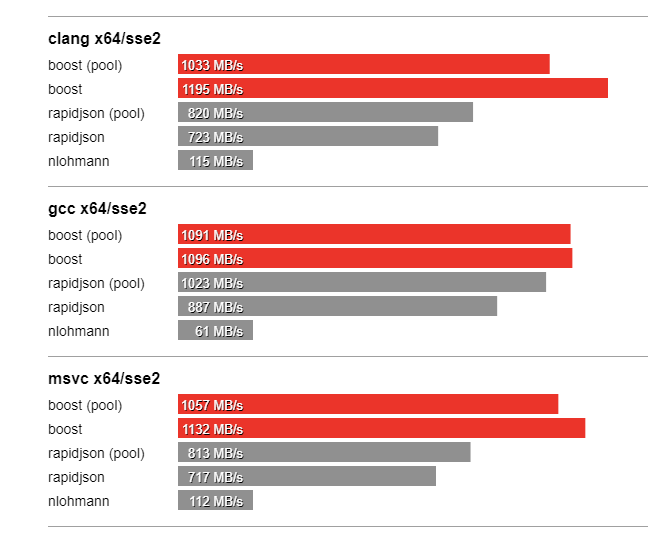 clang x64/sse2
boost (pool) 1033 MB/s
boost 1195 MB/s
rapidjson (pool) 820 MB/s
rapidjson 723 MB/s
nlohmann 115 MB/s
gcc x64/sse2
boost (pool) 1091 MB/s
boost 1096 MB/s
rapidjson (pool) 1023 MB/s
rapidjson 887 MB/s
nlohmann 61 MB/s
msvc x64/sse2
boost (pool) 1057 MB/s
boost 1132 MB/s
rapidjson (pool) 813 MB/s
rapidjson 717 MB/s
nlohmann 112 MB/s